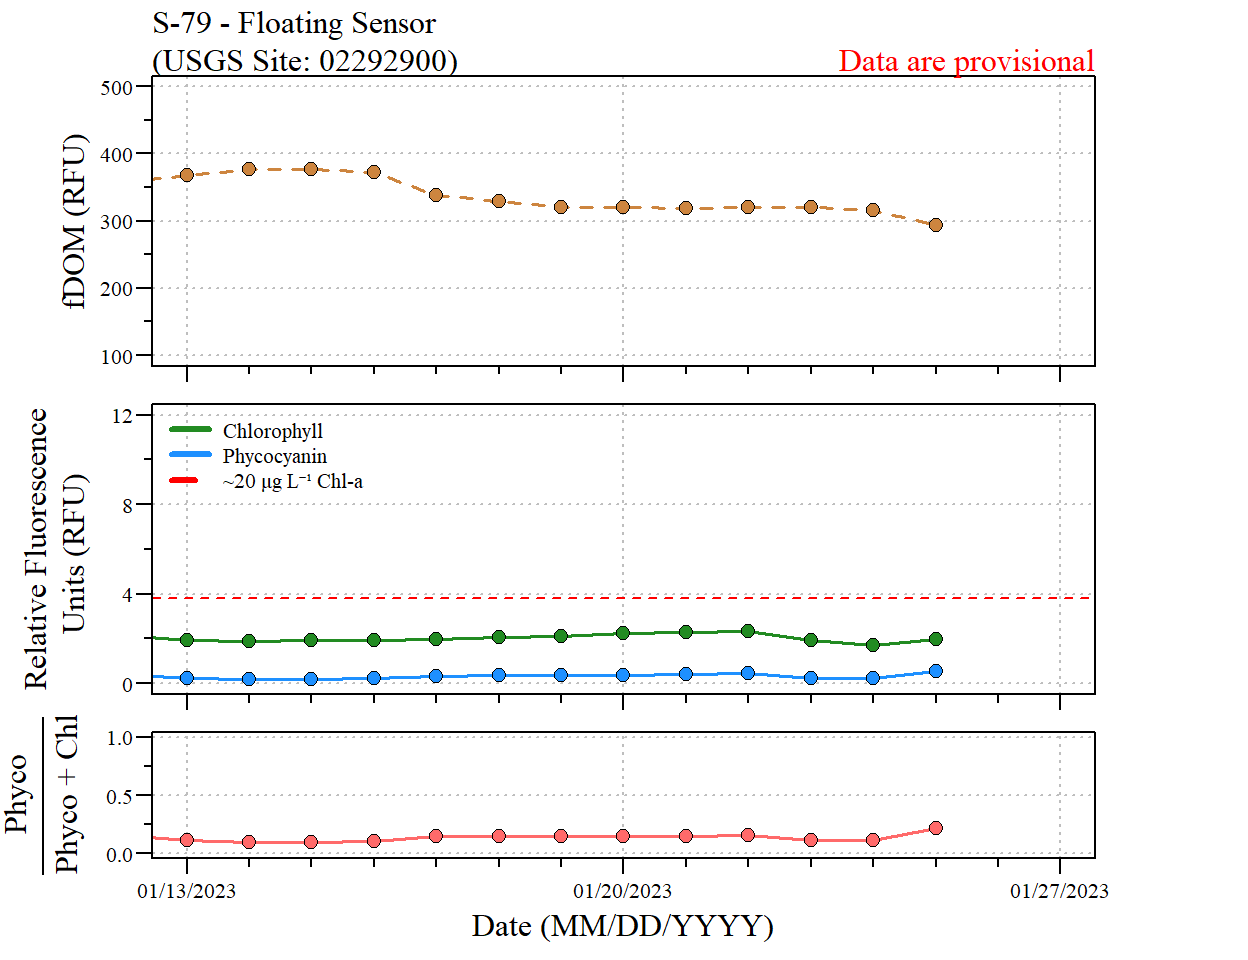 S-79 - Floating Sensor
(USGS Site: 02292900)
Data are provisional
500
400
300
200
100
fDOM (RFU)
12
8
4
0
Relative Fluorescence
Units (RFU)
Chlorophyll
Phycocyanin
~20 µg L⁻¹ Chl-a
1.0
0.5
0.0
Phyco
Phyco + Chl
01/13/2023
01/20/2023
01/27/2023
Date (MM/DD/YYYY)